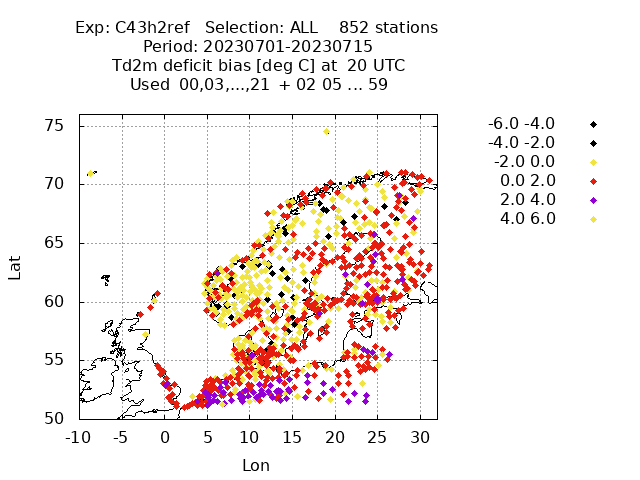 Exp: C43h2ref   Selection: ALL    852 stations
Period: 20230701-20230715
Td2m deficit bias [deg C] at  20 UTC
Used  00,03,...,21  + 02 05 ... 59
-6.0 -4.0
-4.0 -2.0
-2.0 0.0
0.0 2.0
2.0 4.0
4.0 6.0
75
70
65
60
55
50
Lat
-10 -5 0 5 10 15 20 25 30
Lon